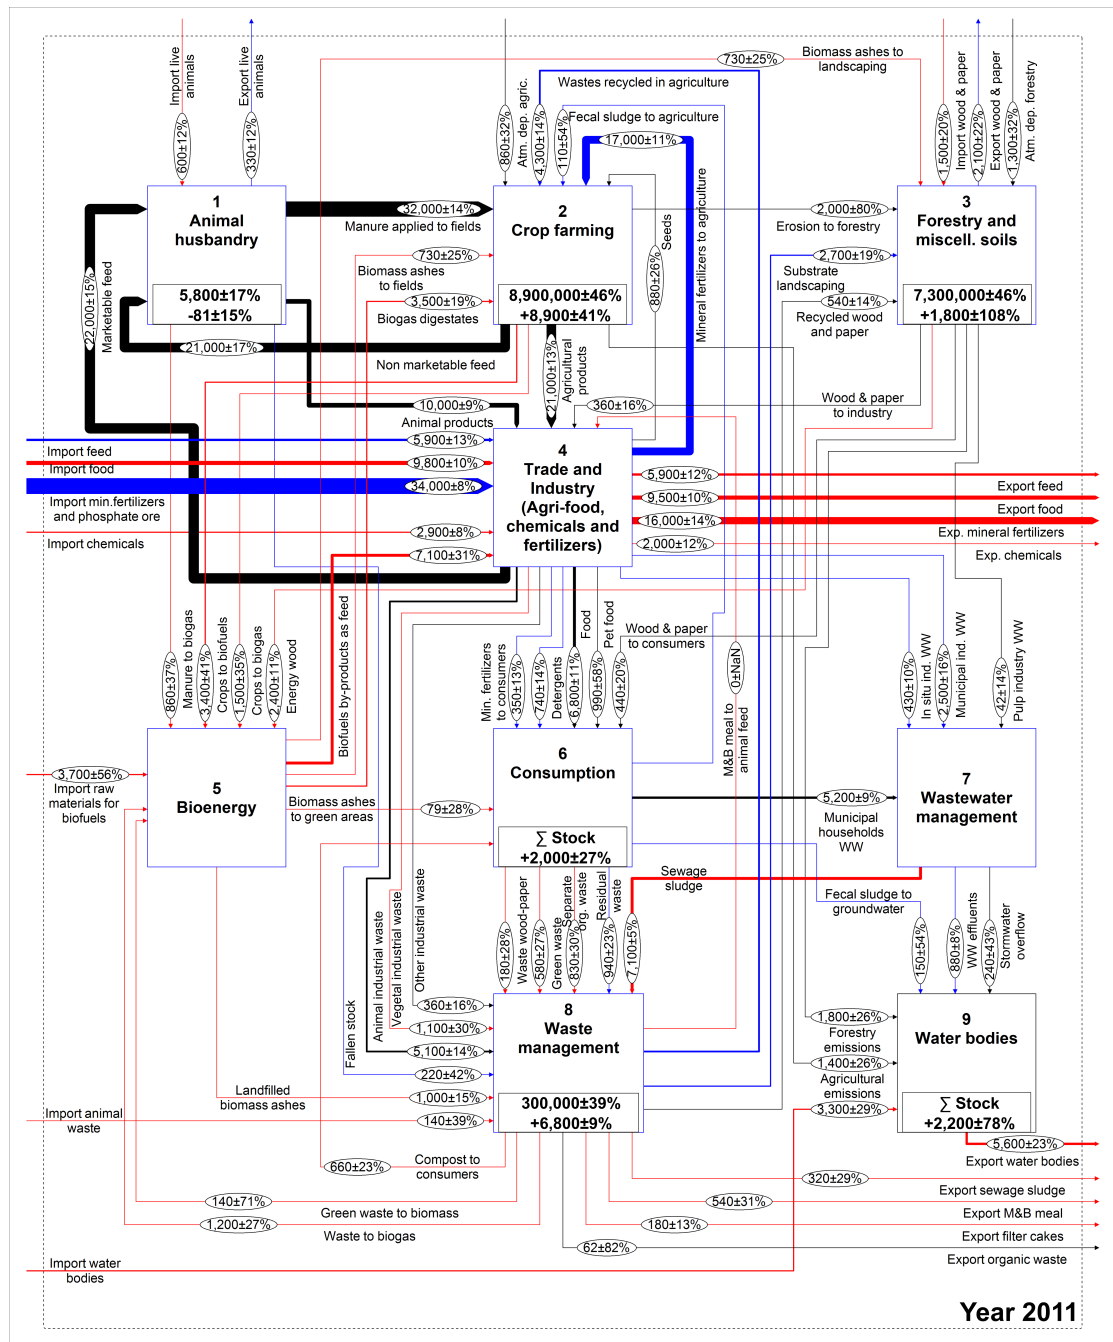 Import live
animals
600±12%
Export live
animals
330±12%
860±32%
Atm. dep. agric.
4,300±14%
Wastes recycled in agriculture
110±54%
Fecal sludge to agriculture
17,000±11%
730±25%
Biomass ashes to
landscaping
1,500±20%
Import wood & paper
2,100±22%
Export wood & paper
1,300±32%
Atm. dep. forestry
1
Animal
husbandry
5,800±17%
-81±15%
32,000±14%
Manure applied to fields
730±25%
Biomass ashes
to fields
3,500±19%
Biogas digestates
2
Crop farming
8,900,000±46%
+8,900±41%
880±26%
Seeds
Mineral fertilizers to agriculture
2,000±80%
Erosion to forestry
2,700±19%
Substrate
landscaping
540±14%
Recycled wood
and paper
3
Forestry and
miscell. soils
7,300,000±46%
+1,800±108%
22,000±15%
Marketable feed
21,000±17%
Non marketable feed
21,000±13%
Agricultural
products
10,000±9%
Animal products
360±16%
Wood & paper
to industry
5,900±13%
Import feed
9,800±10%
Import food
34,000±8%
Import min.fertilizers
and phosphate ore
2,900±8%
Import chemicals
7,100±31%
4
Trade and
Industry
(Agri-food,
chemicals and
fertilizers)
5,900±12%
Export feed
9,500±10%
Export food
16,000±14%
Exp. mineral fertilizers
2,000±12%
Exp. chemicals
860±37%
Manure to biogas
3,400±41%
Crops to biofuels
1,500±35%
Crops to biogas
2,400±11%
Energy wood
Biofuels by-products as feed
Min. fertilizers
to consumers
350±13%
740±14%
Detergents
6,800±11%
Food
990±58%
Pet food
440±20%
Wood & paper
to consumers
M&B meal to
animal feed
0±NaN
430±10%
In situ ind. WW
2,500±16%
Municipal ind. WW
42±14%
Pulp industry WW
3,700±56%
Import raw
materials for
biofuels
5
Bioenergy
Biomass ashes
to green areas
79±28%
6
Consumption
∑ Stock
+2,000±27%
5,200±9%
Municipal
households
WW
7
Wastewater
management
Sewage
sludge
Fecal sludge to
groundwater
Fallen stock
Animal industrial waste
Vegetal industrial waste
Other industrial waste
180±28%
Waste wood-paper
580±27%
Green waste
830±30%
Separate
org. waste
940±23%
Residual
waste
7,100±5%
150±54%
880±8%
WW effluents
240±43%
Stormwater
overflow
360±16%
1,100±30%
5,100±14%
220±42%
Landfilled
biomass ashes
1,000±15%
Import animal
waste
140±39%
8
Waste
management
300,000±39%
+6,800±9%
1,800±26%
Forestry
emissions
1,400±26%
Agricultural
emissions
3,300±29%
9
Water bodies
∑ Stock
+2,200±78%
5,600±23%
Export water bodies
660±23%
Compost to
consumers
320±29%
Export sewage sludge
140±71%
Green waste to biomass
540±31%
Export M&B meal
1,200±27%
Waste to biogas
180±13%
Export filter cakes
62±82%
Export organic waste
Import water
bodies
Year 2011